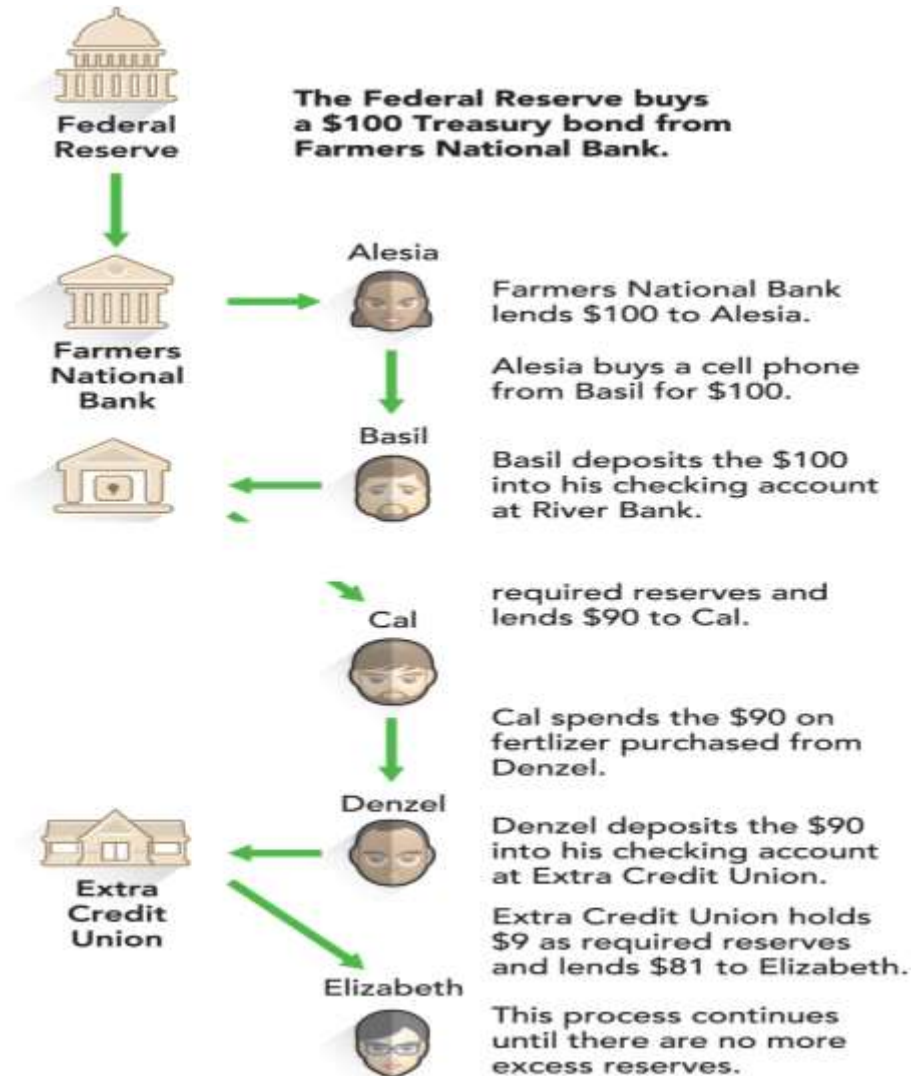 Federal
Reserve
The Federal Reserve buys
a $100 Treasury bond from
Farmers National Bank.
Alesia
Farmers
National
Bank
Farmers National Bank
lends $100 to Alesia.
Alesia buys a cell phone
from Basil for $100.
Basil
Basil deposits the $100
into his checking account
at River Bank.
required reserves and
lends $90 to Cal.
Cal
Cal spends the $90 on
fertlizer purchased from
Denzel.
Denzel
Denzel deposits the $90
into his checking account
at Extra Credit Union.
Extra
Credit
Union
Extra Credit Union holds
$9 as required reserves
and lends $81 to Elizabeth.
Elizabeth
This process continues
until there are no more
excess reserves.